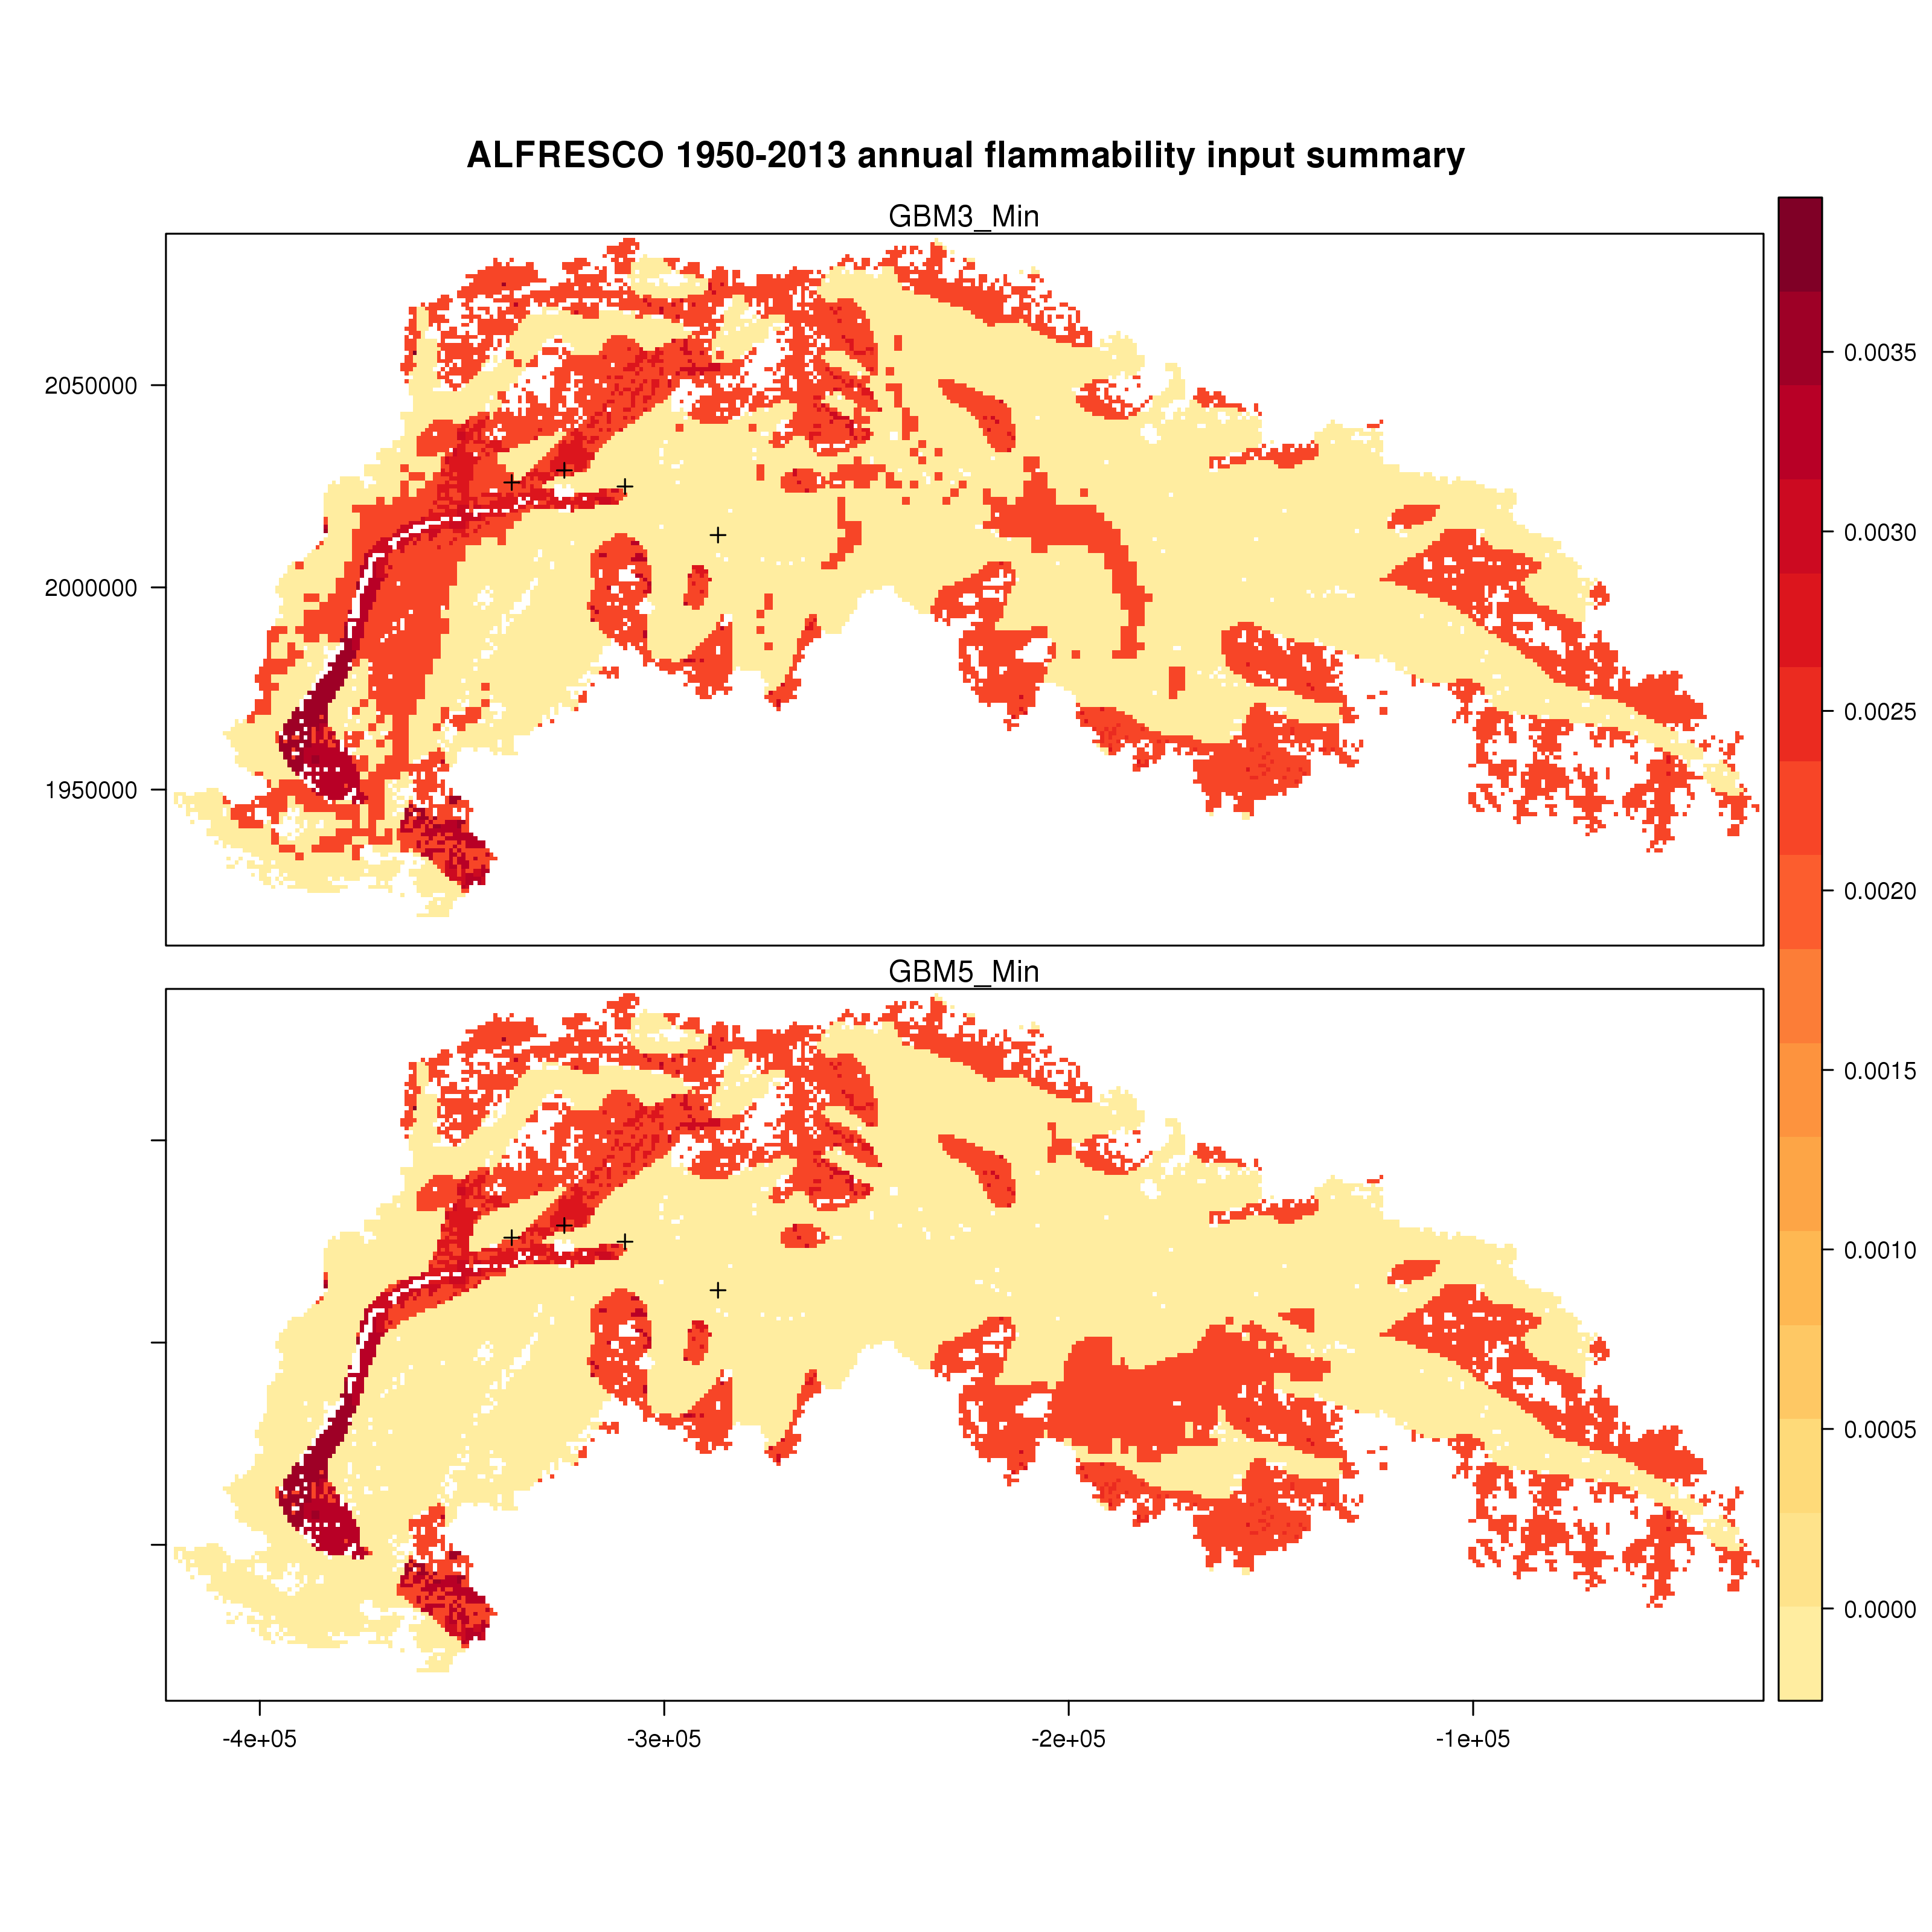 ALFRESCO 1950-2013 annual flammability input summary
GBM3_Min
2050000
2000000
1950000
GBM5_Min
-4e+05
-3e+05
-2e+05
-1e+05
0.0035
0.0030
0.0025
0.0020
0.0015
0.0010
0.0005
0.0000